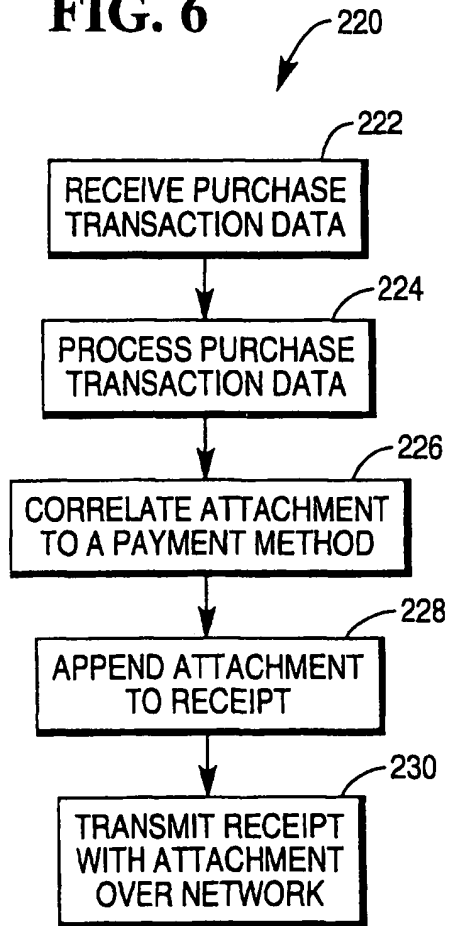 FIG. 6
220
222
RECEIVE PURCHASE
TRANSACTION DATA
224
PROCESS PURCHASE
TRANSACTION DATA
226
CORRELATE ATTACHMENT
TO A PAYMENT METHOD
228
APPEND ATTACHMENT
TO RECEIPT
230
TRANSMIT RECEIPT
WITH ATTACHMENT
OVER NETWORK